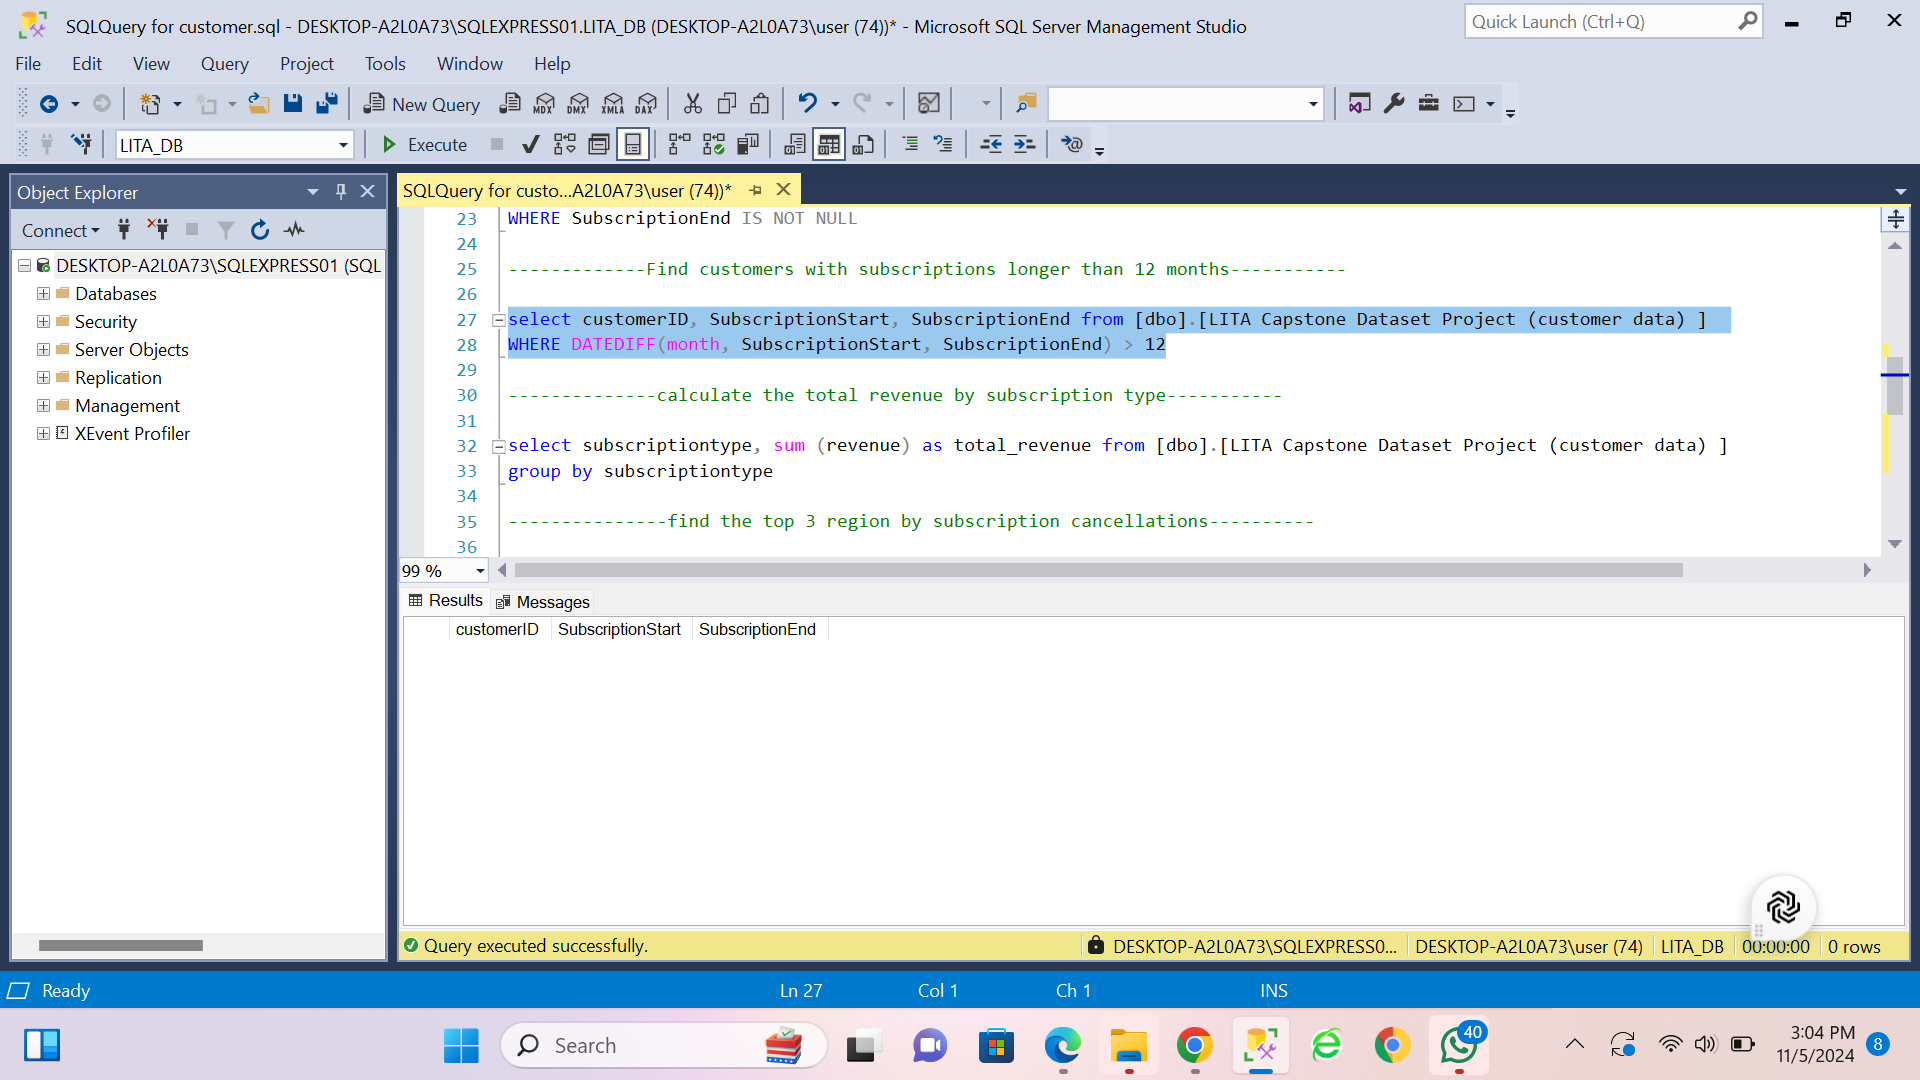 SQLQuery for customer.sql - DESKTOP-A2L0A73\SQLEXPRESS01.LITA_DB (DESKTOP-A2L0A73\user (74))* - Microsoft SQL Server Management Studio
Quick Launch (Ctrl+Q)
File Edit View Query Project Tools Window Help
New Query MDX DMX XMLA DAX
LITA_DB Execute
Object Explorer
Connect
DESKTOP-A2L0A73\SQLEXPRESS01 (SQL
Databases
Security
Server Objects
Replication
Management
XEvent Profiler
SQLQuery for custo...A2L0A73\user (74))*
23 WHERE SubscriptionEnd IS NOT NULL
24
25 -------------Find customers with subscriptions longer than 12 months-----------
26
27 select customerID, SubscriptionStart, SubscriptionEnd from [dbo].[LITA Capstone Dataset Project (customer data) ]
28 WHERE DATEDIFF(month, SubscriptionStart, SubscriptionEnd) > 12
29
30 --------------calculate the total revenue by subscription type-----------
31
32 select subscriptiontype, sum (revenue) as total_revenue from [dbo].[LITA Capstone Dataset Project (customer data) ]
33 group by subscriptiontype
34
35 ---------------find the top 3 region by subscription cancellations----------
36
99 %
Results Messages
customerID SubscriptionStart SubscriptionEnd
Query executed successfully. DESKTOP-A2L0A73\SQLEXPRESS0... DESKTOP-A2L0A73\user (74) LITA_DB 00:00:00 0 rows
Ready Ln 27 Col 1 Ch 1 INS
Search
40
3:04 PM
11/5/2024
8